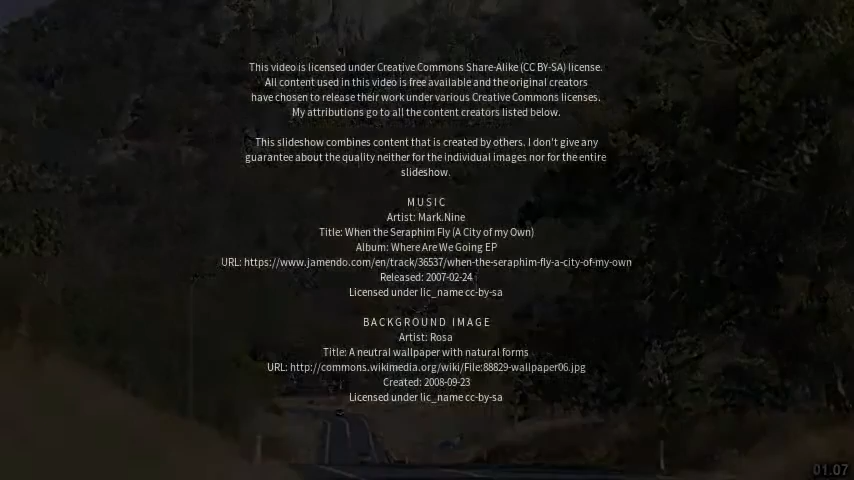 This video is licensed under Creative Commons Share-Alike (CC BY-SA) license.
All content used in this video is free available and the original creators
have chosen to release their work under various Creative Commons licenses.
My attributions go to all the content creators listed below.
This slideshow combines content that is created by others. I don't give any
guarantee about the quality neither for the individual images nor for the entire
slideshow.
MUSIC
Artist: Mark.Nine
Title: When the Seraphim Fly (A City of my Own)
Album: Where Are We Going EP
URL: https://www.jamendo.com/en/track/36537/when-the-seraphim-fly-a-city-of-my-own
Released: 2007-02-24
Licensed under lic_name cc-by-sa
BACKGROUND IMAGE
Artist: Rosa
Title: A neutral wallpaper with natural forms
URL: http://commons.wikimedia.org/wiki/File:88829-wallpaper06.jpg
Created: 2008-09-23
Licensed under lic_name cc-by-sa
01.07